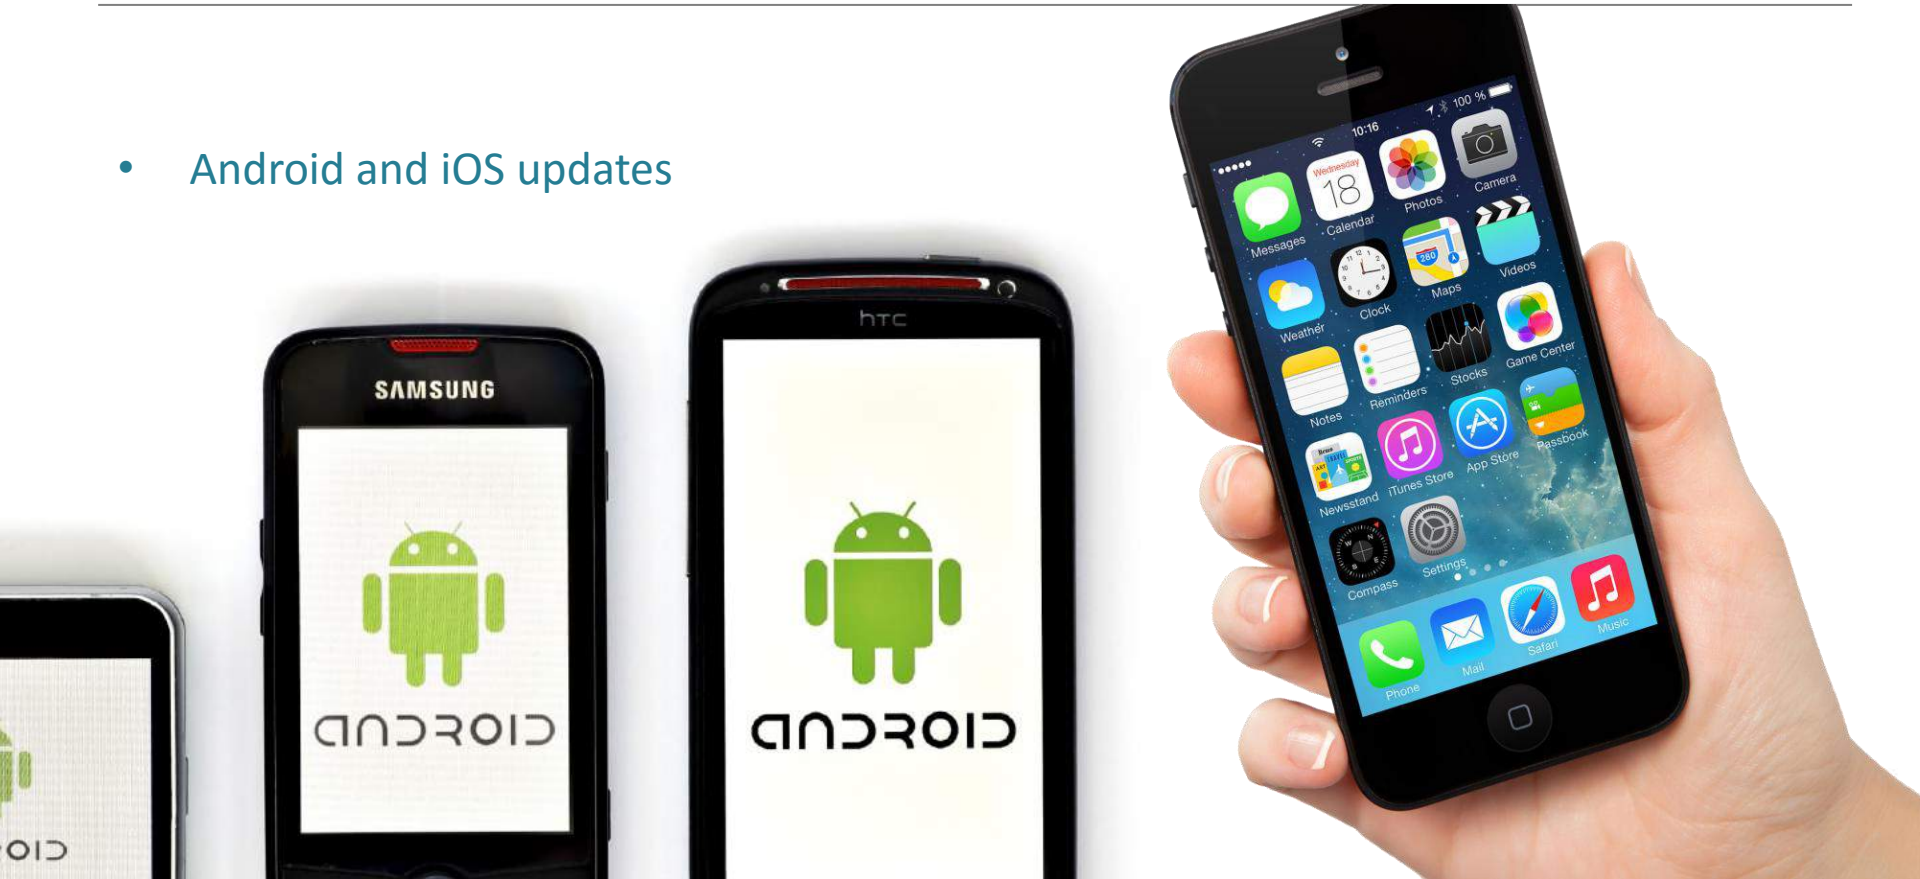 • Android and iOS updates
SAMSUNG
ANDROID
hTC
ANDROID
OID
10:16
100 %
Messages
Wednesday
18
Calendar
Photos
Camera
Weather
Clock
280
Maps
Videos
Notes
Reminders
Stocks
Game Center
Newsstand
iTunes Store
App Store
Passbook
Compass
Settings
Phone
Mail
Safari
Music